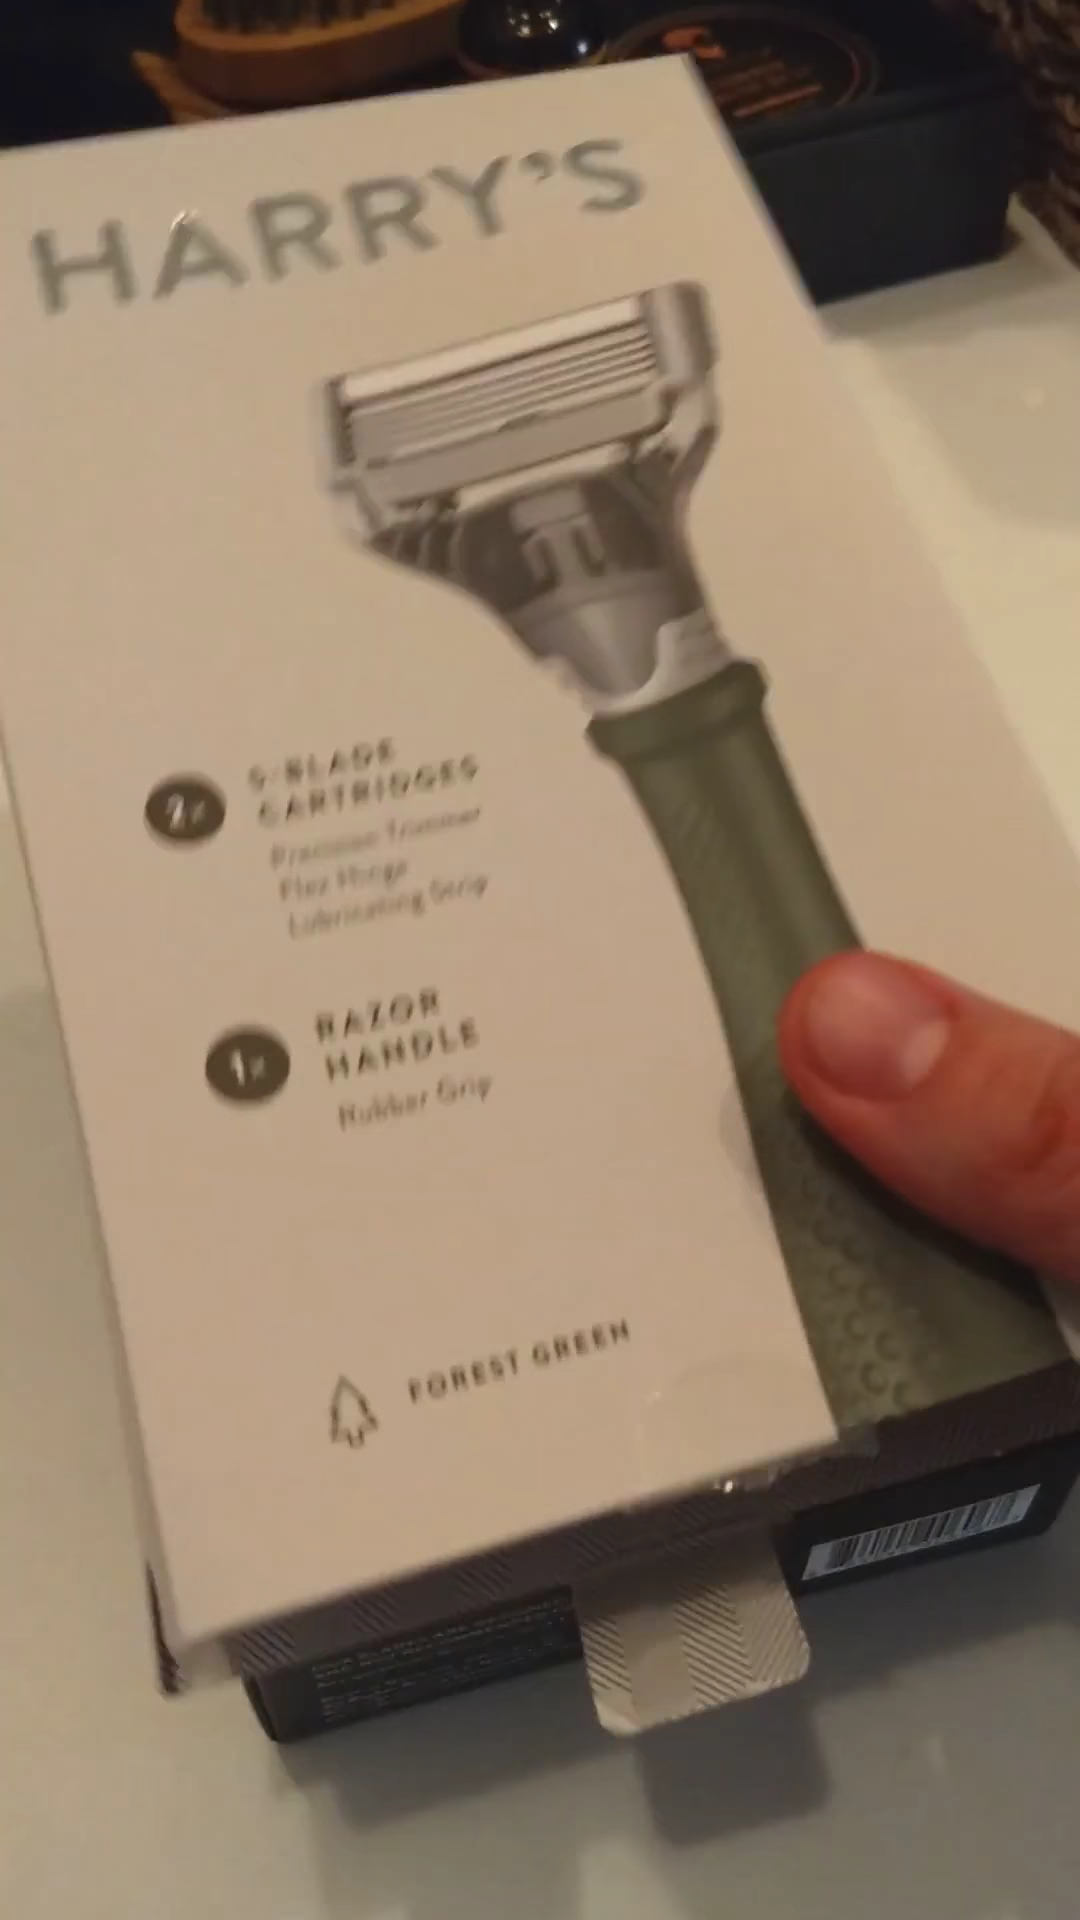 HARRY'S
2x
5-BLADE
CARTRIDGES
Precision Trimmer
Flex Hinge
Lubricating Strip
1x
RAZOR
HANDLE
Rubber Grip
FOREST GREEN